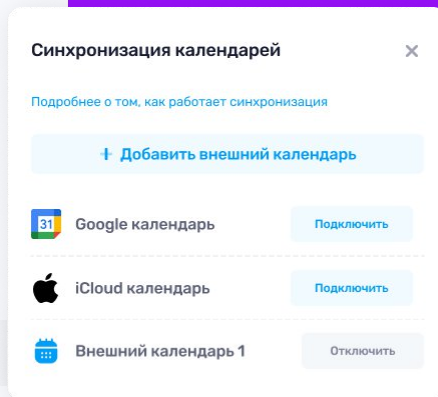 Синхронизация календарей
Подробнее о том, как работает синхронизация
+ Добавить внешний календарь
31 Google календарь Подключить
iCloud календарь Подключить
Внешний календарь 1 Отключить